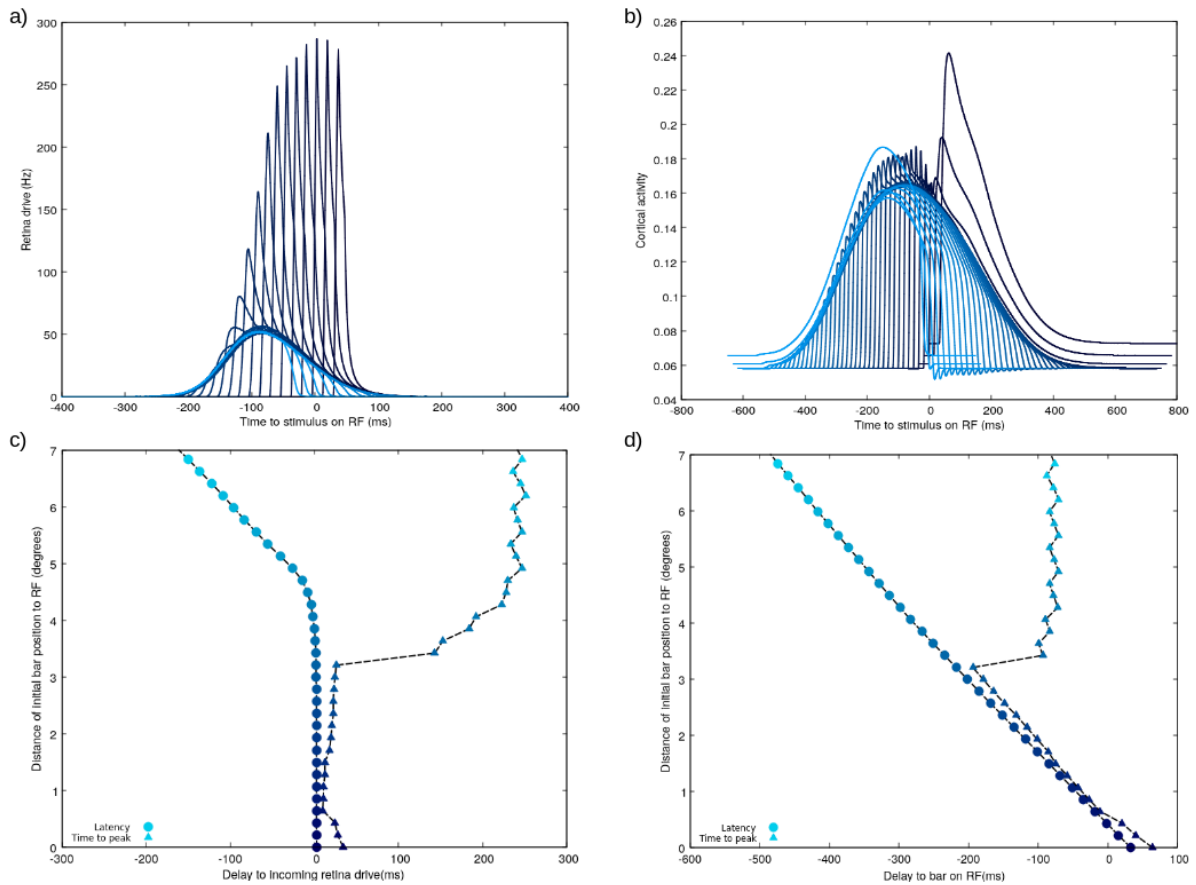 a)
300
250
200
150
100
50
0
Retina drive (Hz)
-400 -300 -200 -100 0 100 200 300 400
Time to stimulus on RF (ms)
b)
0.26
0.24
0.22
0.2
0.18
0.16
0.14
0.12
0.1
0.08
0.06
0.04
Cortical activity
-800 -600 -400 -200 0 200 400 600 800
Time to stimulus on RF (ms)
c)
7
6
5
4
3
2
1
0
Distance of initial bar position to RF (degrees)
Latency
Time to peak
-300 -200 -100 0 100 200 300
Delay to incoming retina drive(ms)
d)
7
6
5
4
3
2
1
0
Distance of initial bar position to RF (degrees)
Latency
Time to peak
-600 -500 -400 -300 -200 -100 0 100
Delay to bar on RF(ms)